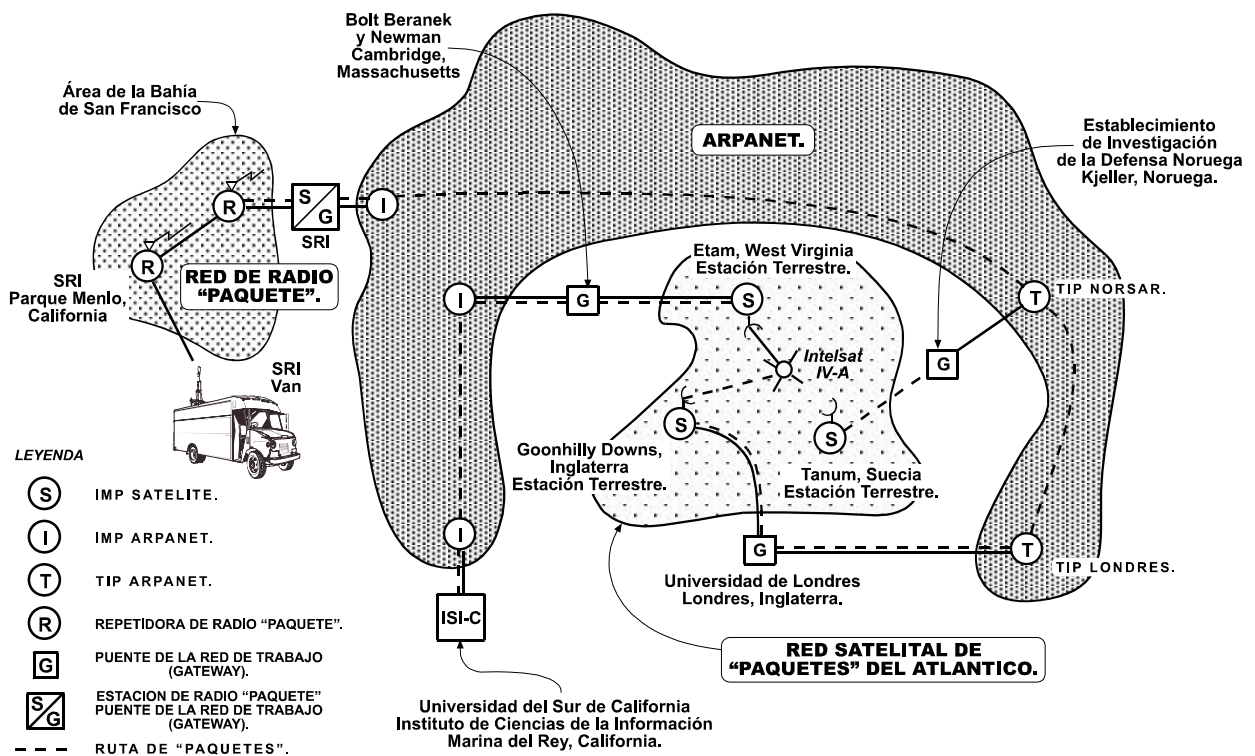 Bolt Beranek
y Newman
Cambridge,
Massachusetts
Área de la Bahía
de San Francisco
ARPANET.
Establecimiento
de Investigación
de la Defensa Noruega
Kjeller, Noruega.
S
G
SRI
I
R
R
SRI
Parque Menlo,
California
RED DE RADIO
“PAQUETE”.
SRI
Van
I
G
Etam, West Virginia
Estación Terrestre.
S
T
TIP NORSAR.
G
Intelsat
IV-A
S
S
Goonhilly Downs,
Inglaterra
Estación Terrestre.
Tanum, Suecia
Estación Terrestre.
I
G
T
TIP LONDRES.
Universidad de Londres
Londres, Inglaterra.
ISI-C
RED SATELITAL DE
“PAQUETES” DEL ATLANTICO.
Universidad del Sur de California
Instituto de Ciencias de la Información
Marina del Rey, California.
LEYENDA
S IMP SATELITE.
I IMP ARPANET.
T TIP ARPANET.
R REPETIDORA DE RADIO “PAQUETE”.
G PUENTE DE LA RED DE TRABAJO
(GATEWAY).
S/G ESTACION DE RADIO “PAQUETE”
PUENTE DE LA RED DE TRABAJO
(GATEWAY).
RUTA DE “PAQUETES”.